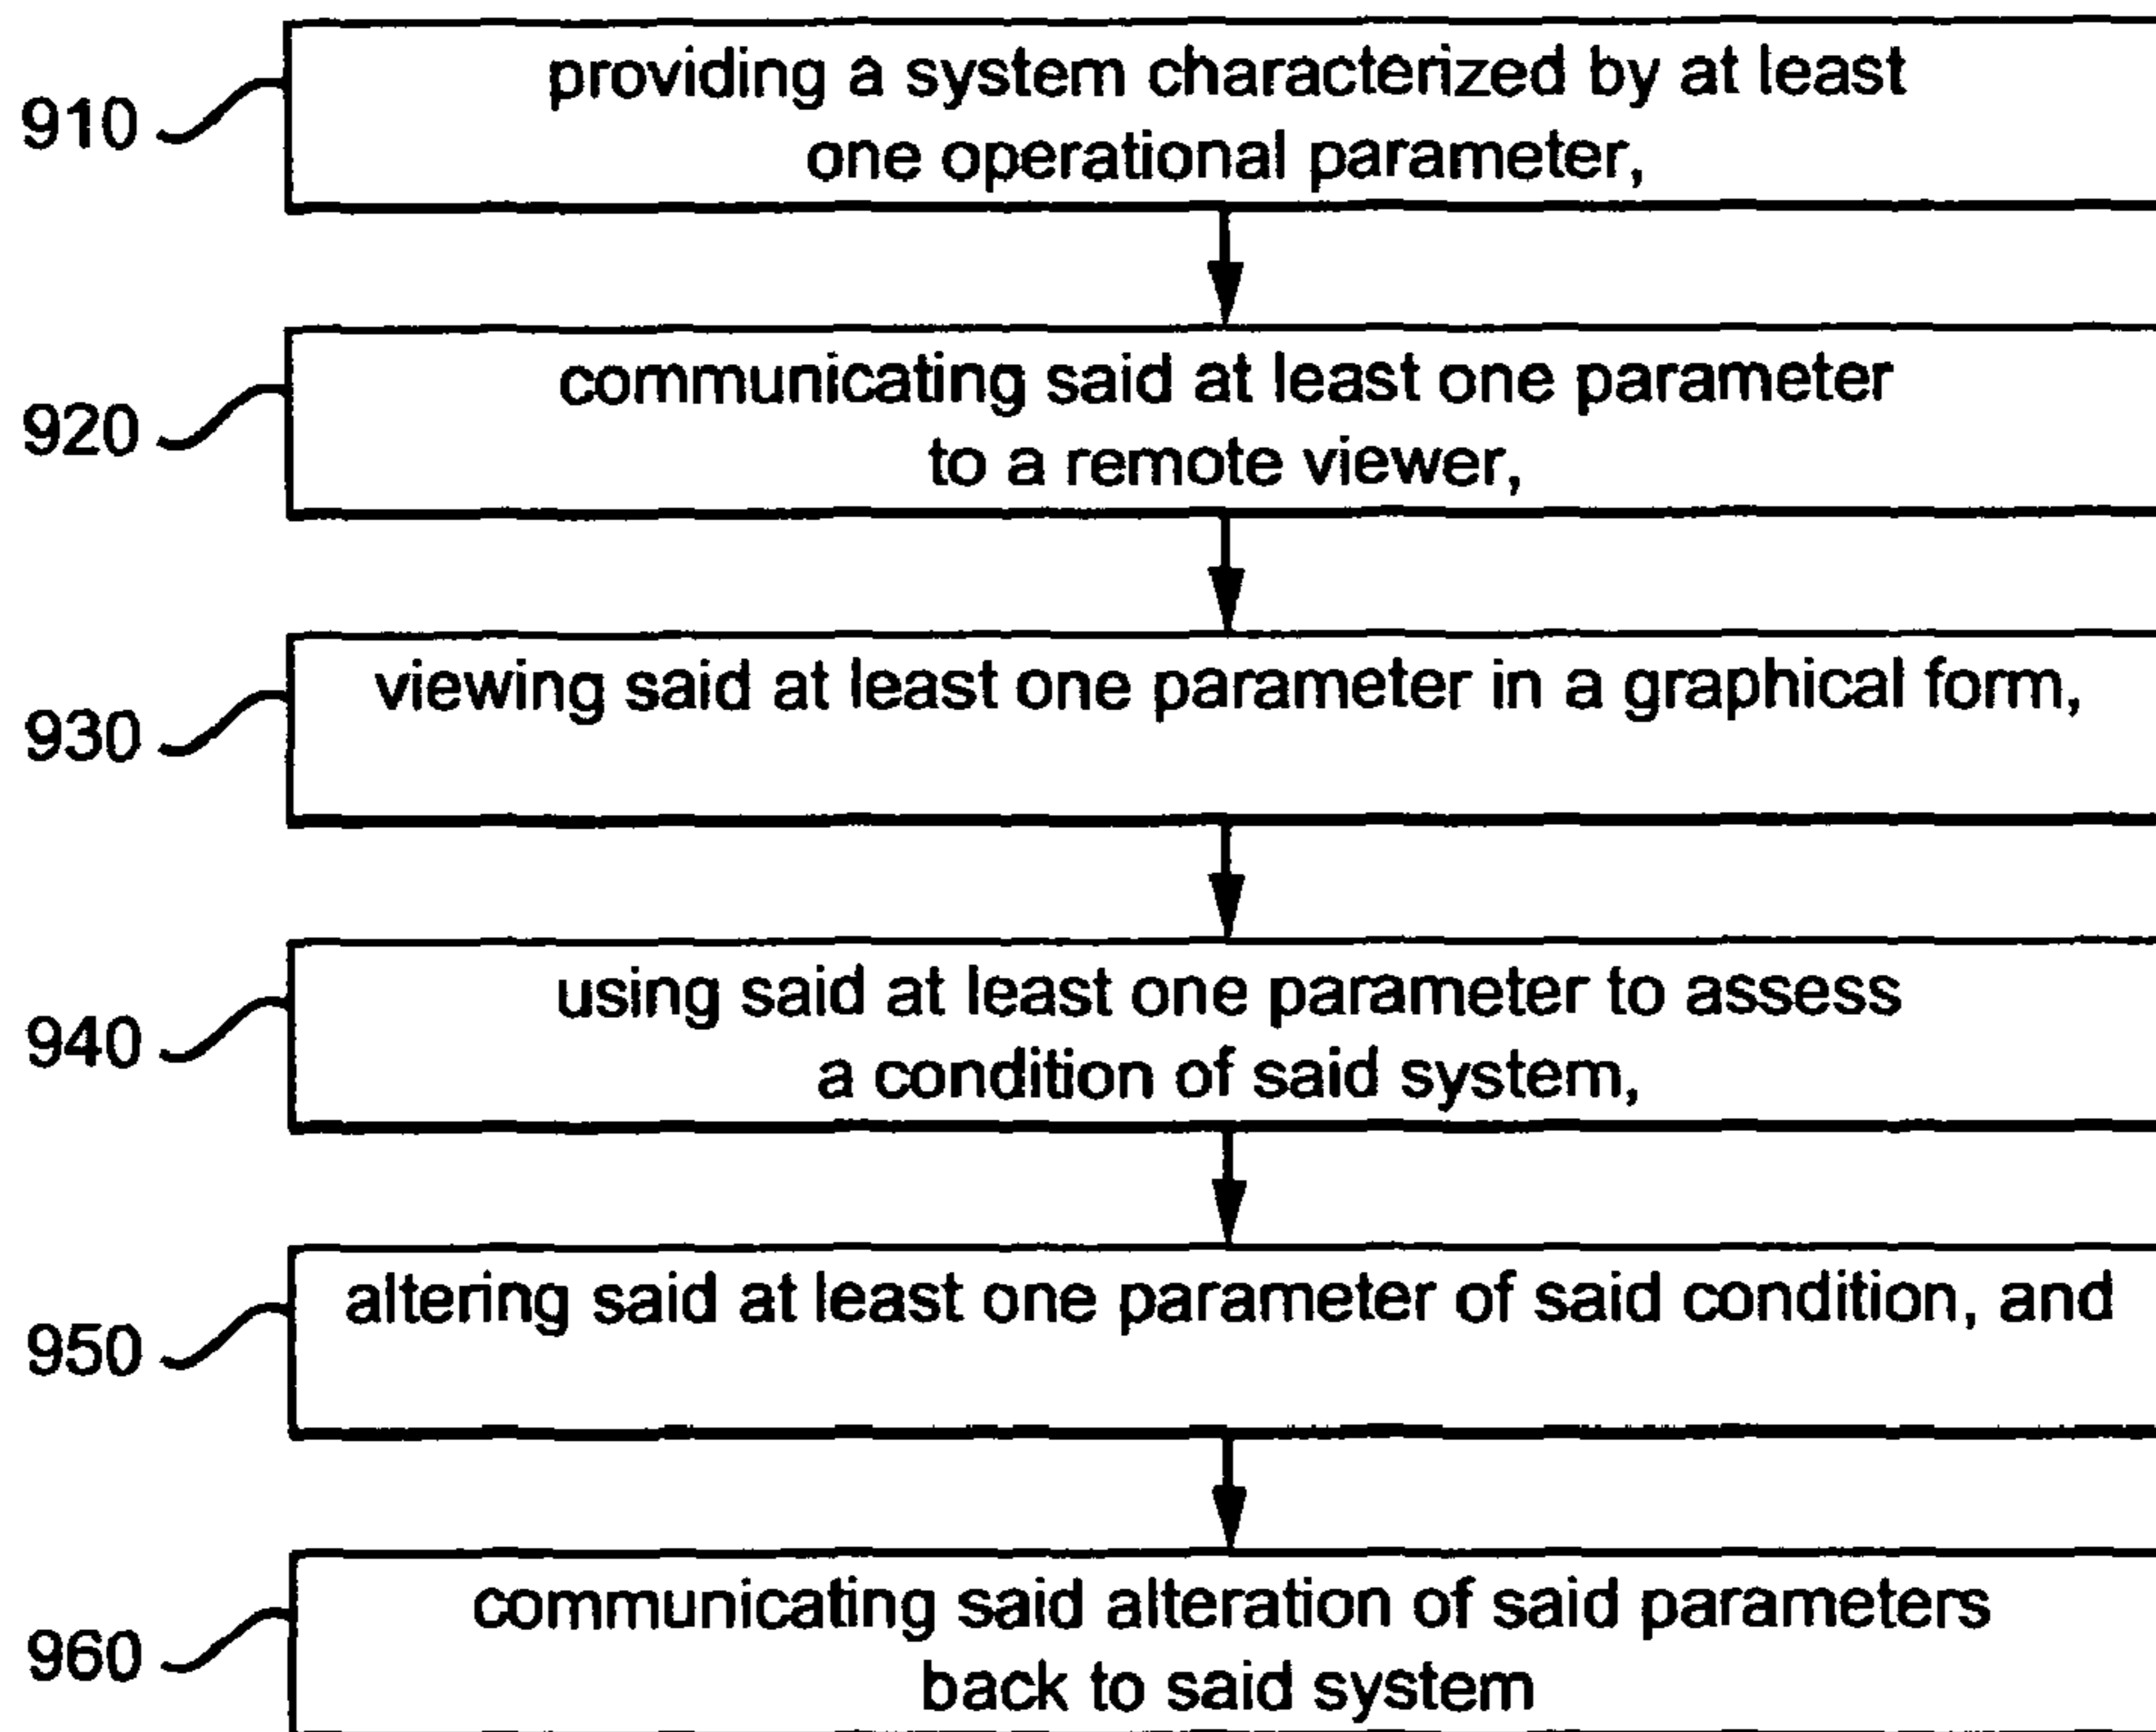 910
providing a system characterized by at least
one operational parameter,
920
communicating said at least one parameter
to a remote viewer,
930
viewing said at least one parameter in a graphical form,
940
using said at least one parameter to assess
a condition of said system,
950
altering said at least one parameter of said condition, and
960
communicating said alteration of said parameters
back to said system